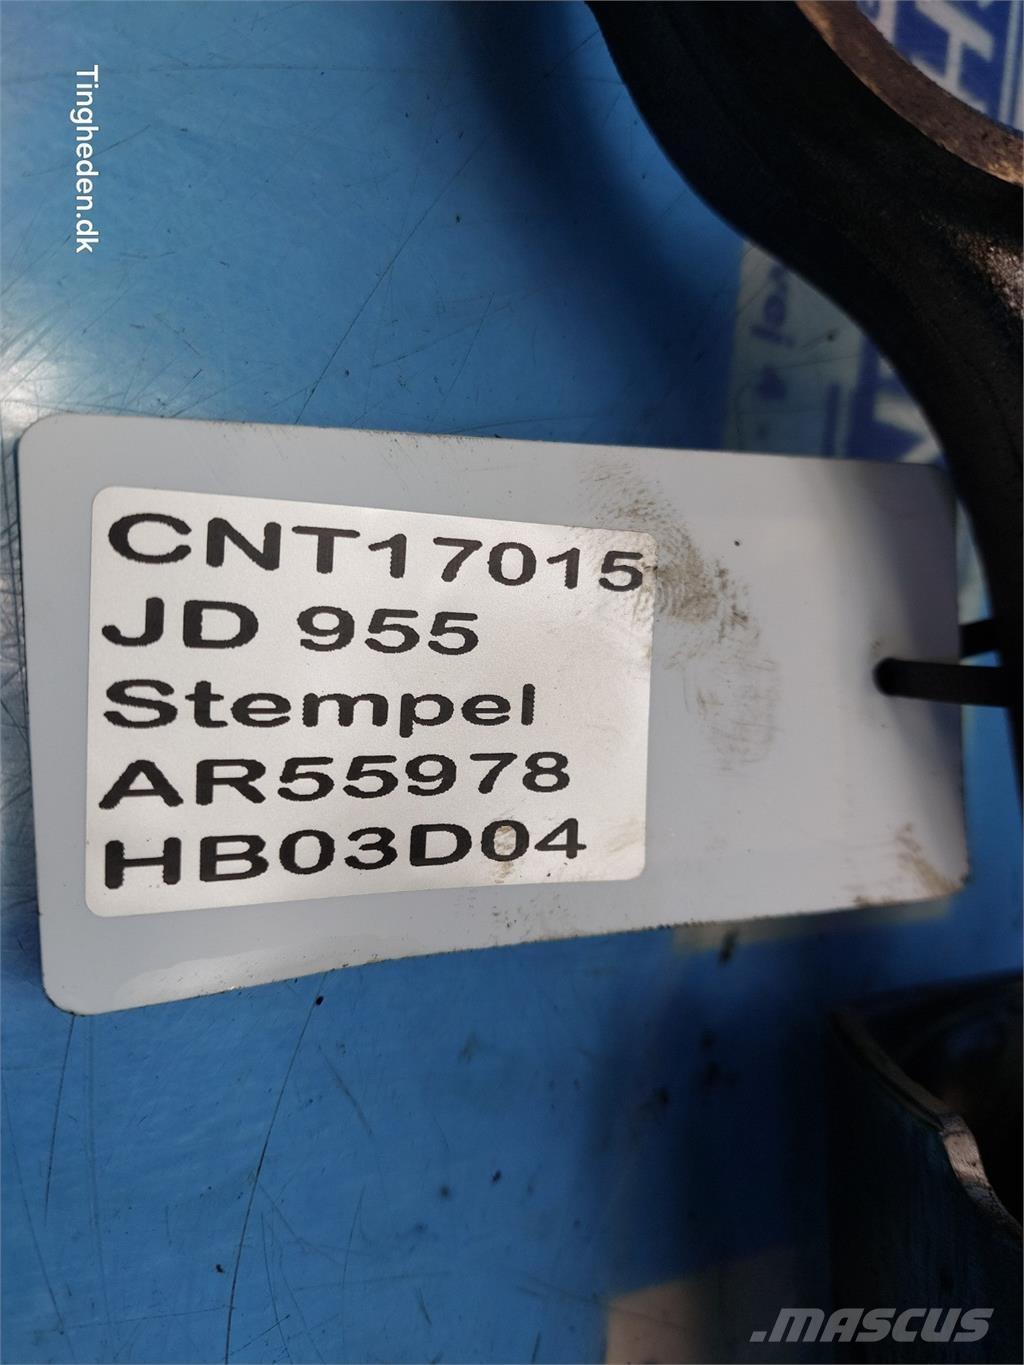 Tingheden.dk
CNT17015
JD 955
Stempel
AR55978
HB03D04
.MASCUS